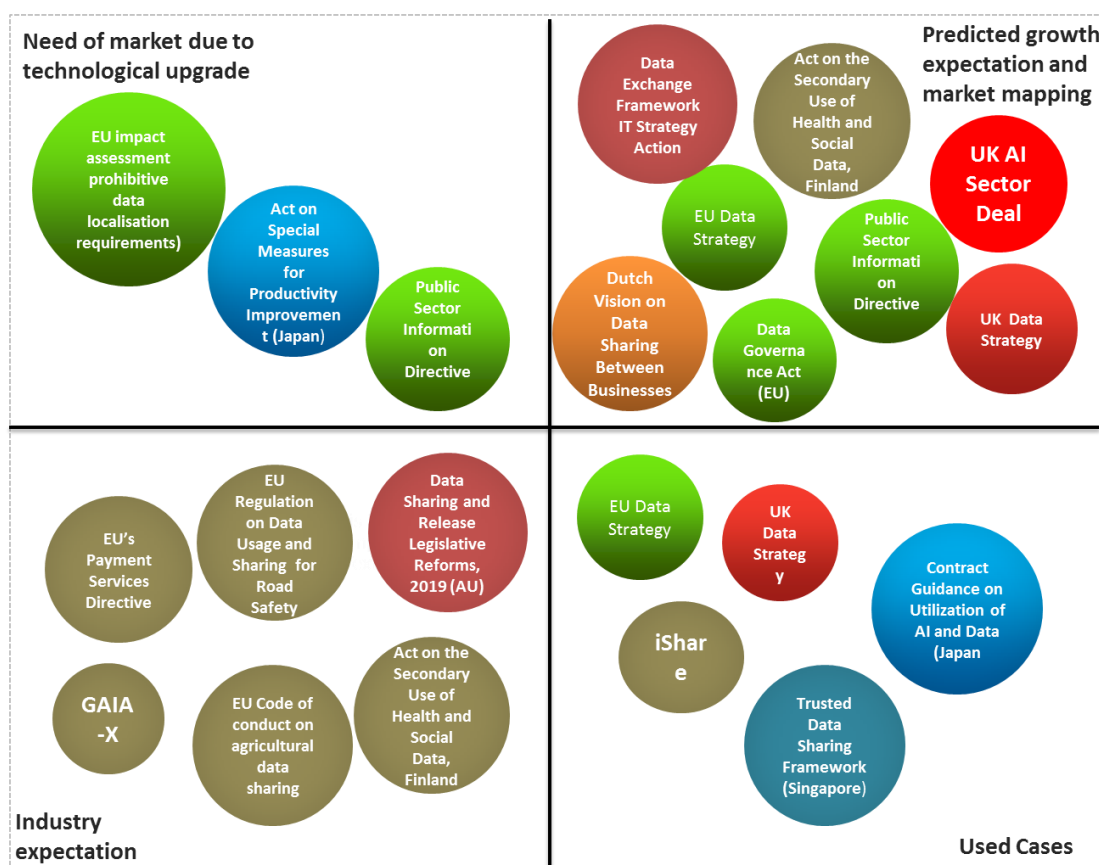 Need of market due to
technological upgrade
EU impact
assessment
prohibitive
data
localisation
requirements)
Act on
Special
Measures
for
Productivity
Improvemen
t (Japan)
Public
Sector
Informati
on
Directive
Predicted growth
expectation and
market mapping
Data
Exchange
Framework
IT Strategy
Action
Act on the
Secondary
Use of
Health and
Social
Data,
Finland
UK AI
Sector
Deal
EU Data
Strategy
Public
Sector
Informati
on
Directive
Dutch
Vision on
Data
Sharing
Between
Businesses
Data
Governa
nce Act
(EU)
UK Data
Strategy
EU's
Payment
Services
Directive
EU
Regulation
on Data
Usage and
Sharing for
Road
Safety
Data
Sharing and
Release
Legislative
Reforms,
2019 (AU)
GAIA
-X
EU Code of
conduct on
agricultural
data
sharing
Act on the
Secondary
Use of
Health and
Social
Data,
Finland
Industry
expectation
EU Data
Strategy
UK
Data
Strateg
y
Contract
Guidance on
Utilization of
AI and Data
(Japan
iShar
e
Trusted
Data
Sharing
Framework
(Singapore)
Used Cases